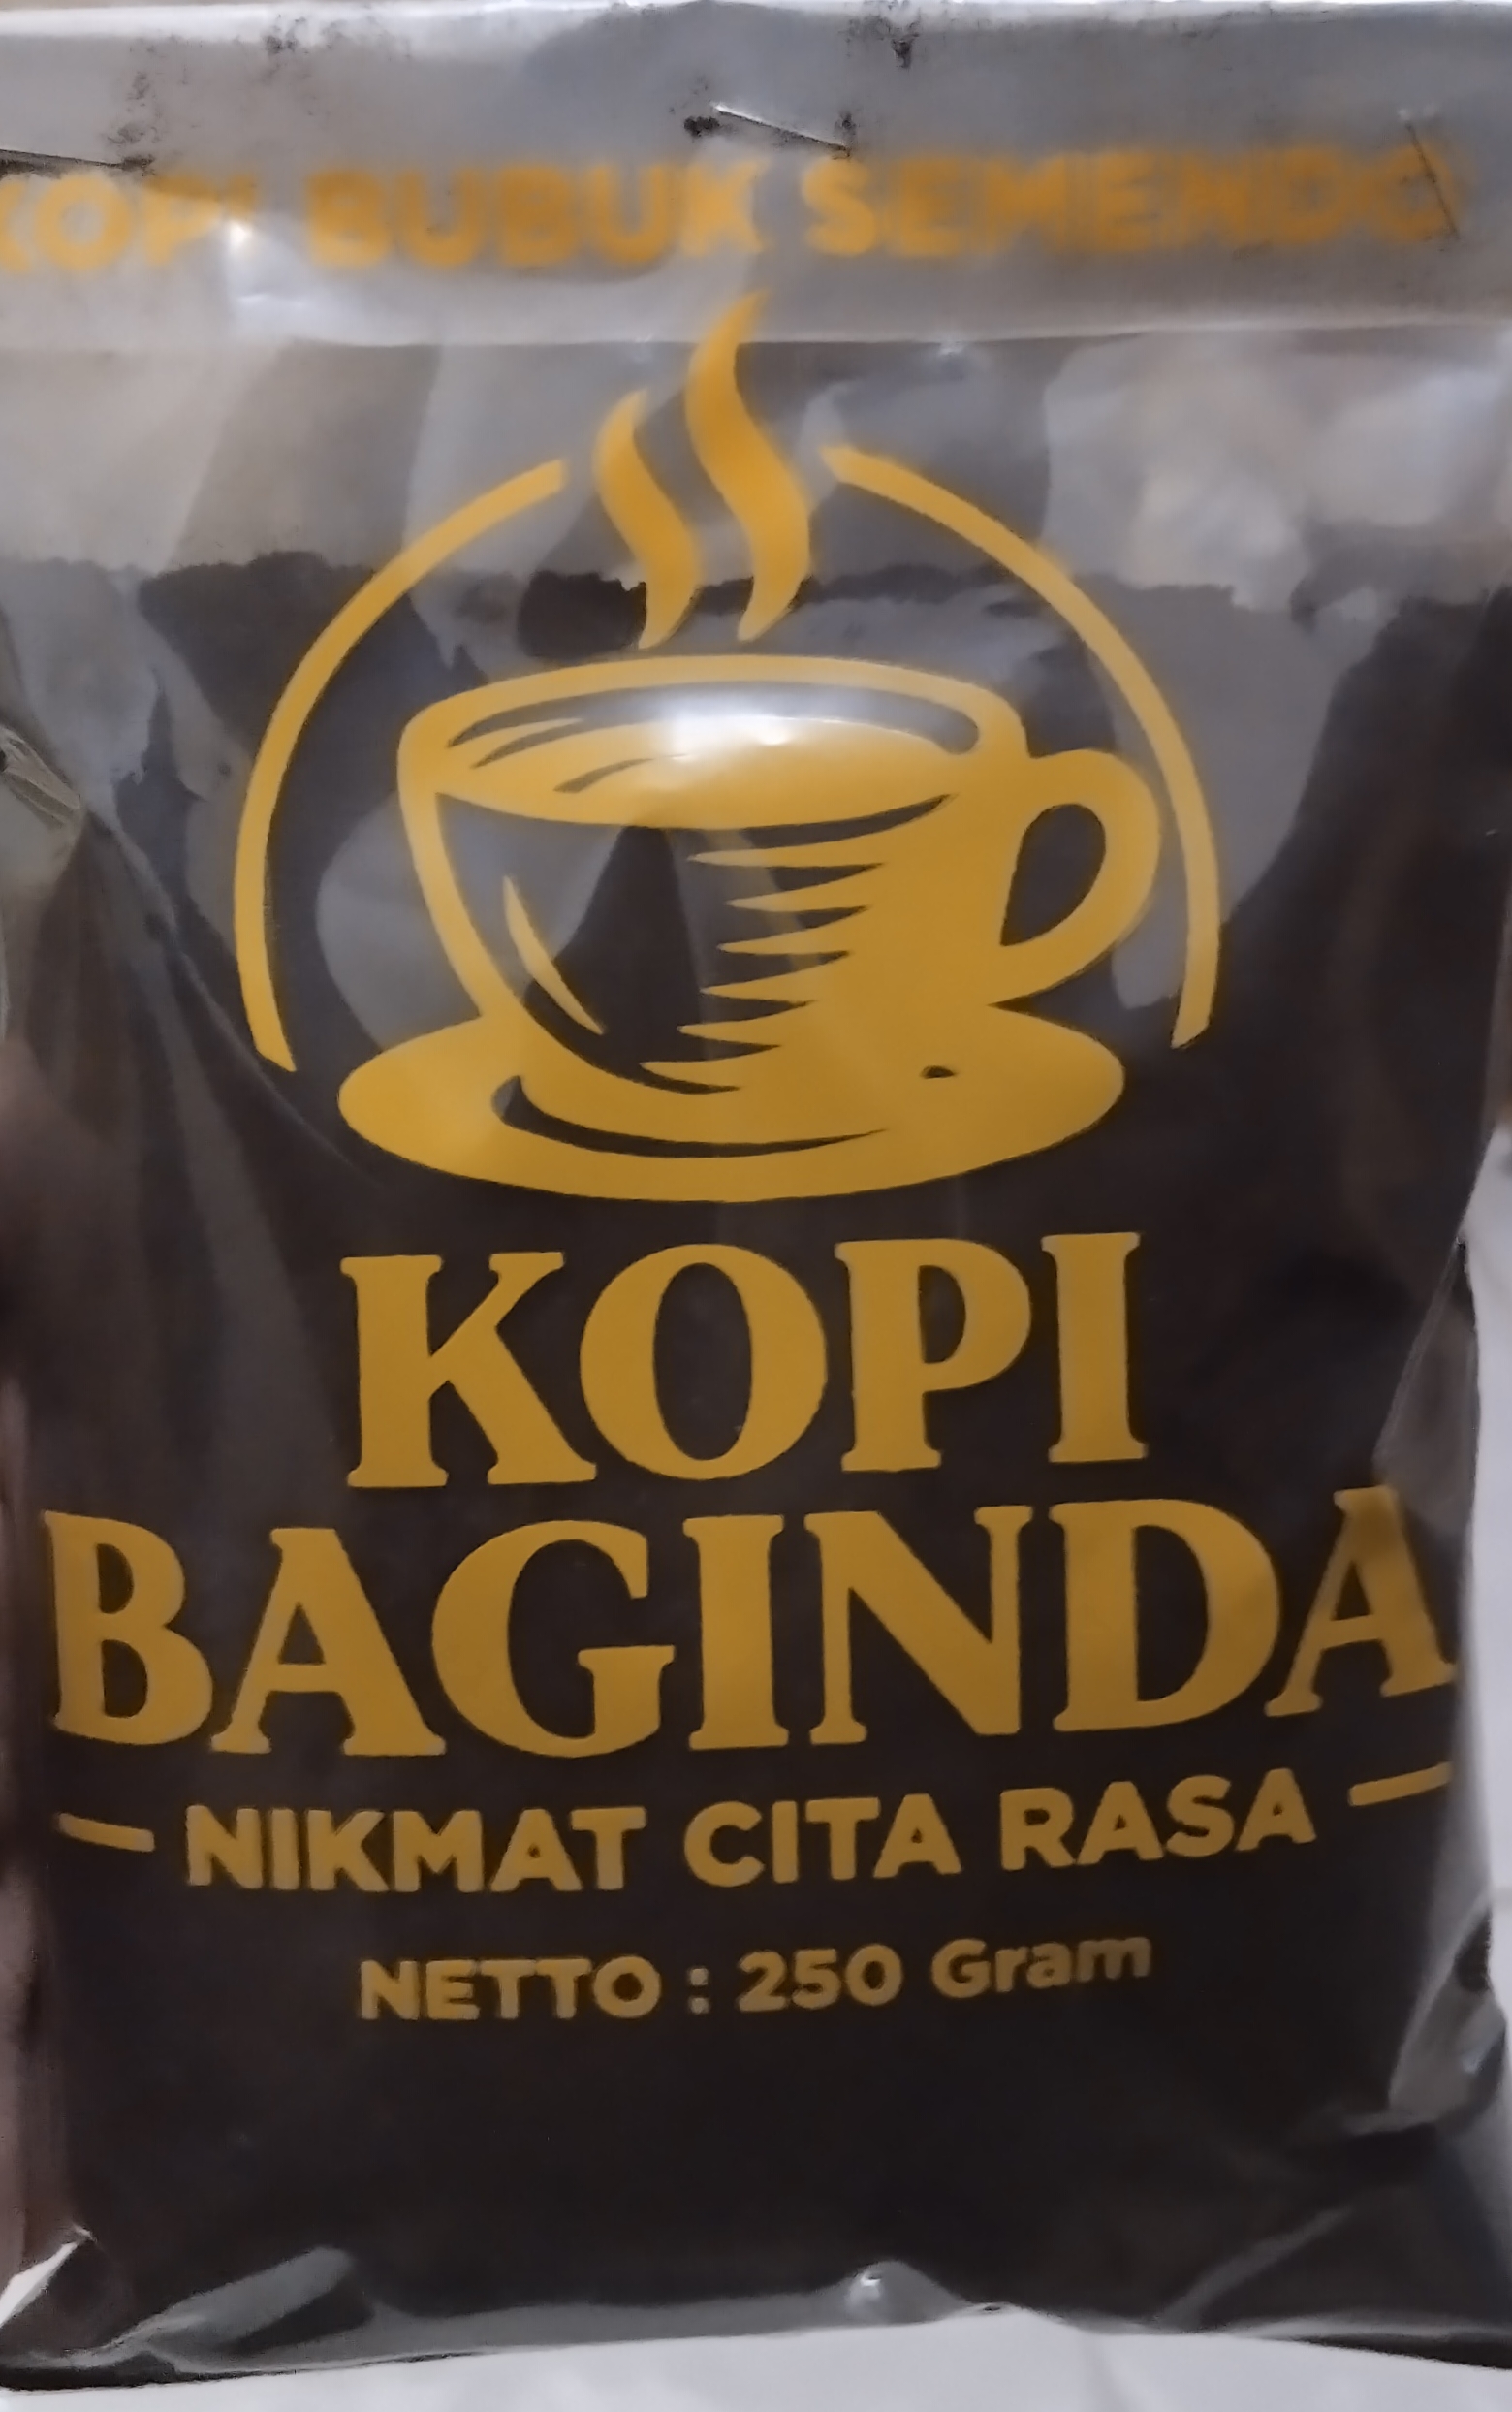 KOPI BUBUK SEMENDO
KOPI
BAGINDA
NIKMAT CITA RASA
NETTO : 250 Gram